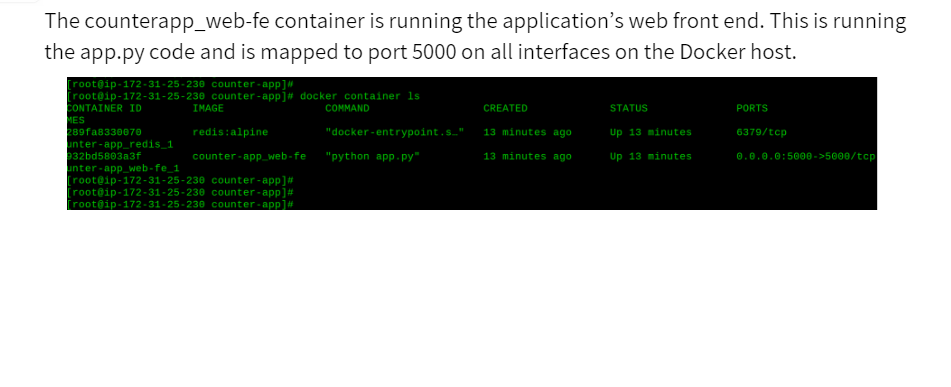 The counterapp_web-fe container is running the application’s web front end. This is running
the app.py code and is mapped to port 5000 on all interfaces on the Docker host.
[root@ip-172-31-25-230 counter-app]#
[root@ip-172-31-25-230 counter-app]# docker container ls
CONTAINER ID IMAGE COMMAND CREATED STATUS PORTS
MES
289fa8330070 redis:alpine "docker-entrypoint.s…" 13 minutes ago Up 13 minutes 6379/tcp
unter-app_redis_1
932bd5803a3f counter-app_web-fe "python app.py" 13 minutes ago Up 13 minutes 0.0.0.0:5000->5000/tcp
unter-app_web-fe_1
[root@ip-172-31-25-230 counter-app]#
[root@ip-172-31-25-230 counter-app]#
[root@ip-172-31-25-230 counter-app]#